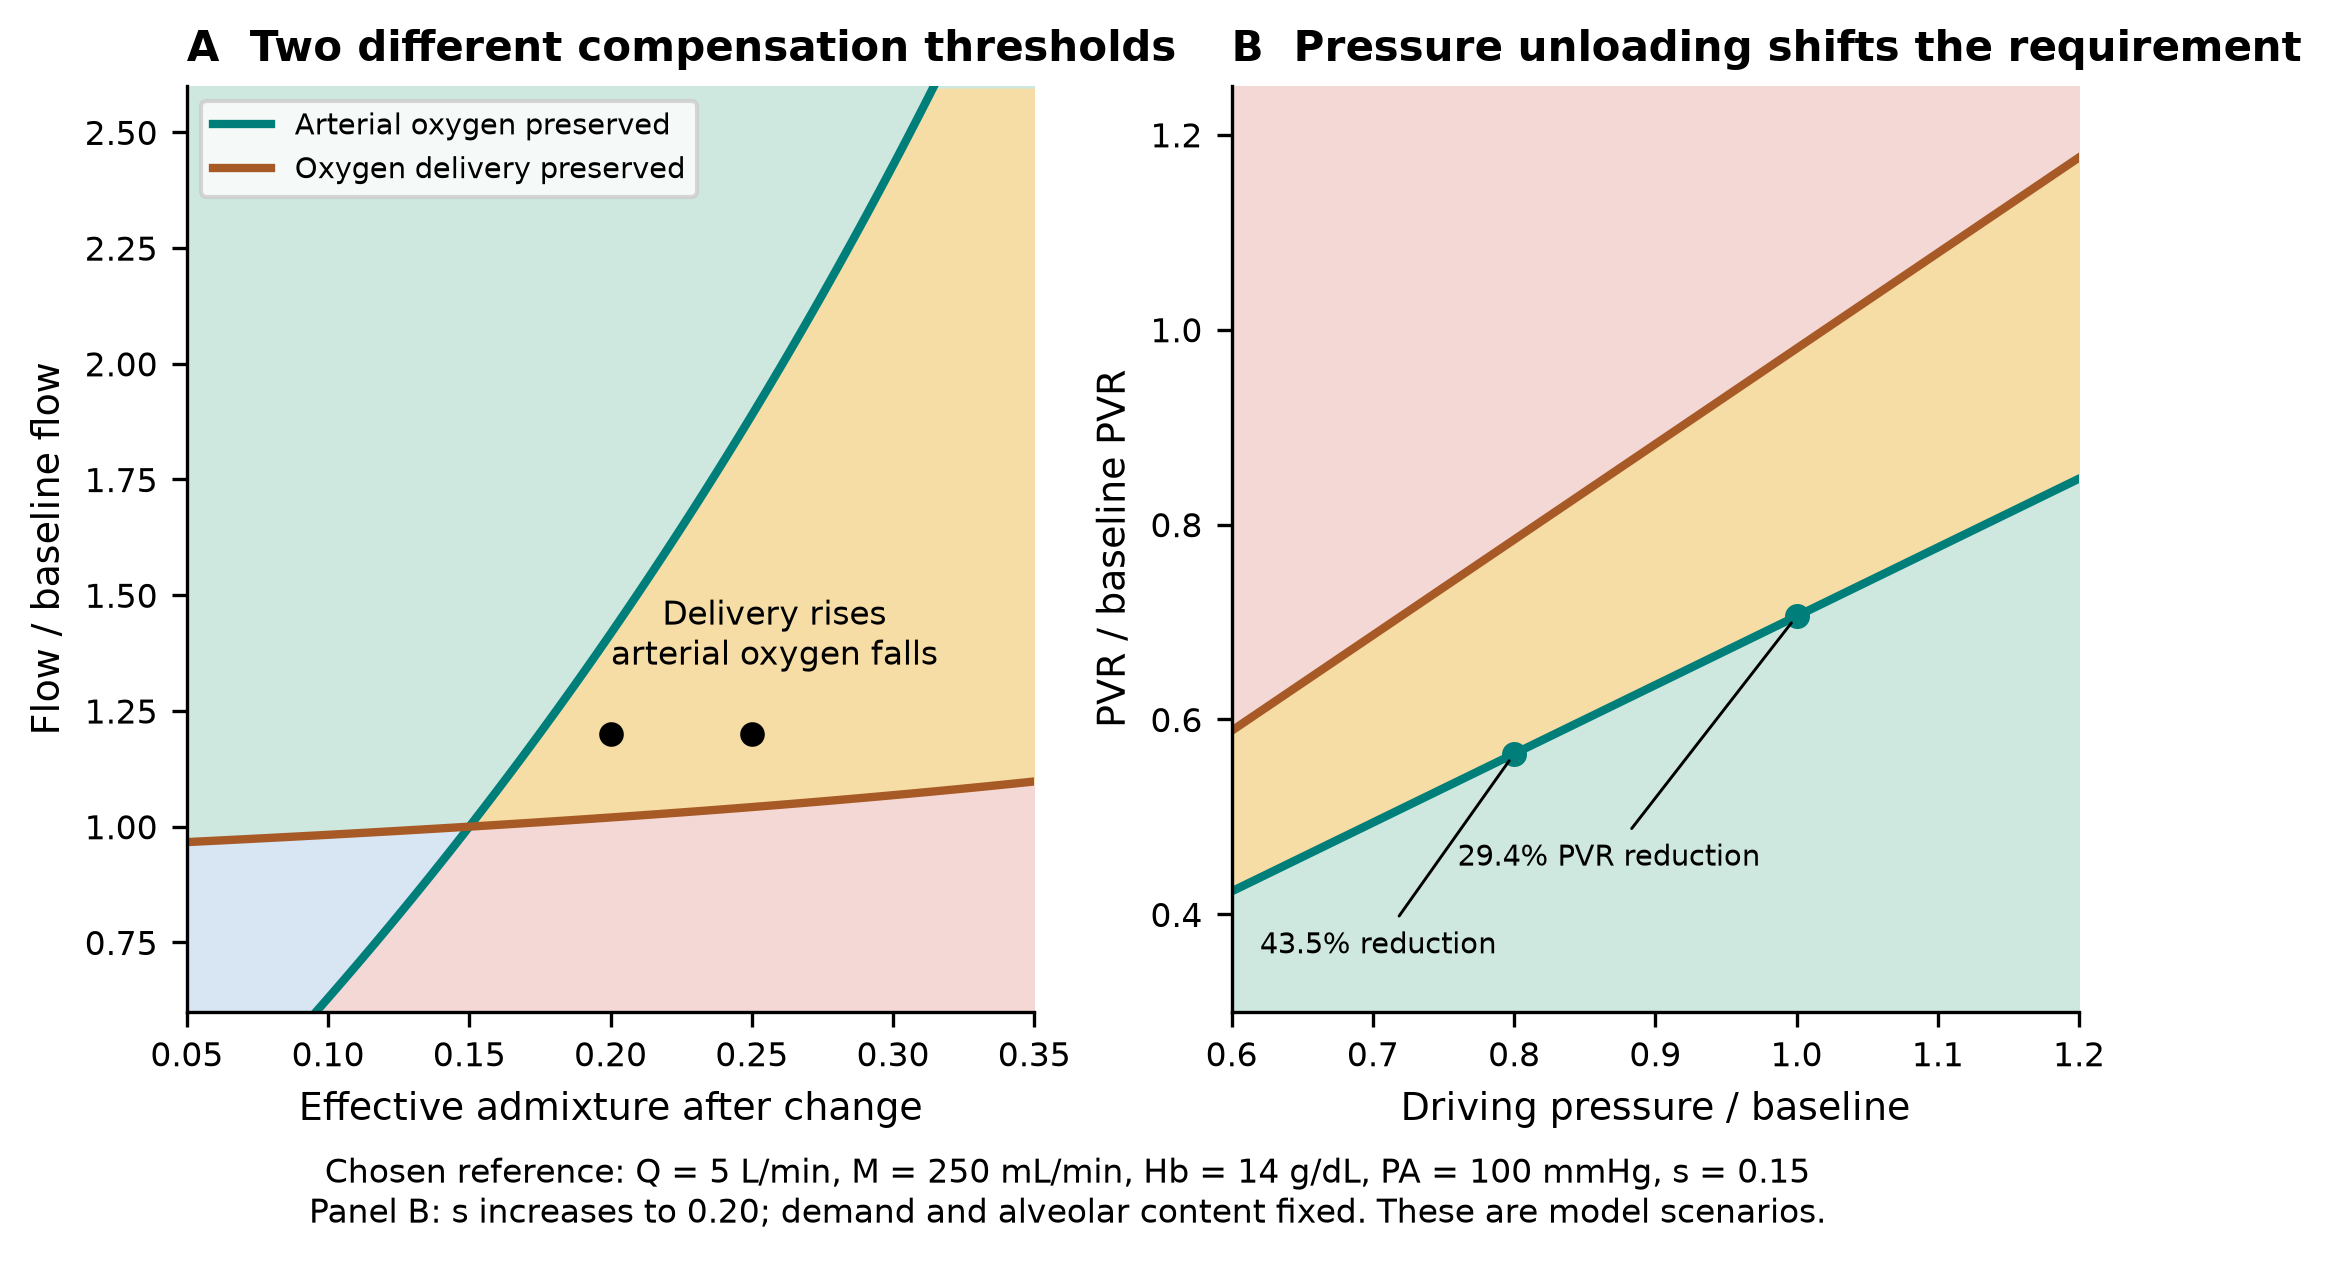 A Two different compensation thresholds
Arterial oxygen preserved
Oxygen delivery preserved
2.50
2.25
2.00
1.75
1.50
1.25
1.00
0.75
Flow / baseline flow
Delivery rises
arterial oxygen falls
0.05 0.10 0.15 0.20 0.25 0.30 0.35
Effective admixture after change
B Pressure unloading shifts the requirement
1.2
1.0
0.8
0.6
0.4
PVR / baseline PVR
29.4% PVR reduction
43.5% reduction
0.6 0.7 0.8 0.9 1.0 1.1 1.2
Driving pressure / baseline
Chosen reference: Q = 5 L/min, M = 250 mL/min, Hb = 14 g/dL, PA = 100 mmHg, s = 0.15
Panel B: s increases to 0.20; demand and alveolar content fixed. These are model scenarios.